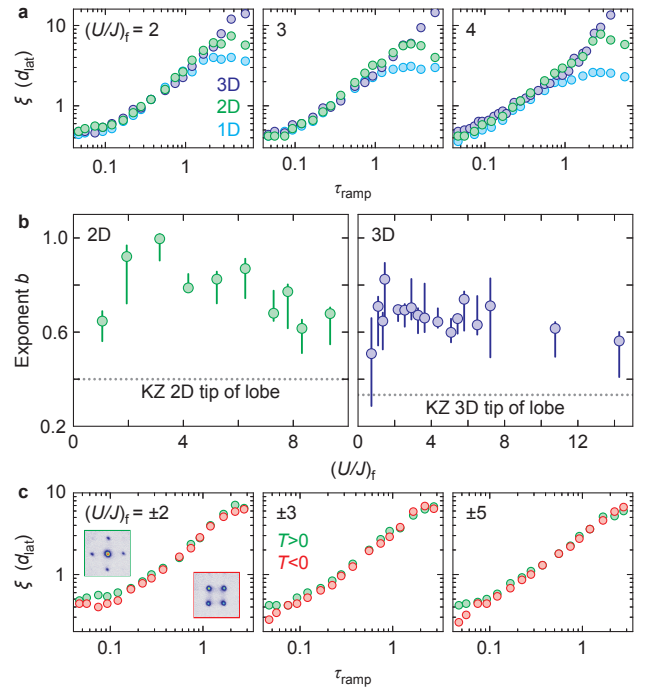 a
(U/J)f = 2
3
4
10
1
ξ (dlat)
3D
2D
1D
0.1
1
0.1
1
0.1
1
τramp
b
2D
3D
1.0
0.6
0.2
Exponent b
KZ 2D tip of lobe
KZ 3D tip of lobe
0
4
8
0
4
8
12
(U/J)f
c
(U/J)f = ±2
±3
±5
10
1
ξ (dlat)
T>0
T<0
0.1
1
0.1
1
0.1
1
τramp